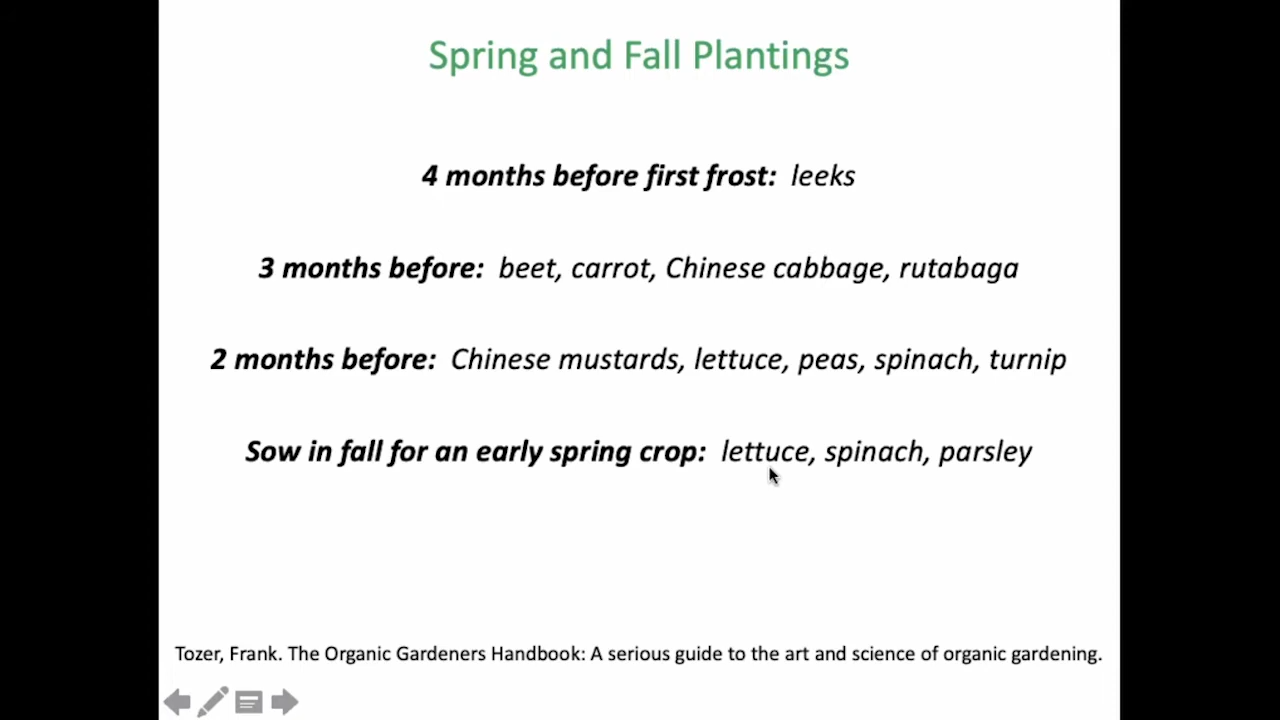 Spring and Fall Plantings
4 months before first frost: leeks
3 months before: beet, carrot, Chinese cabbage, rutabaga
2 months before: Chinese mustards, lettuce, peas, spinach, turnip
Sow in fall for an early spring crop: lettuce, spinach, parsley
Tozer, Frank. The Organic Gardeners Handbook: A serious guide to the art and science of organic gardening.